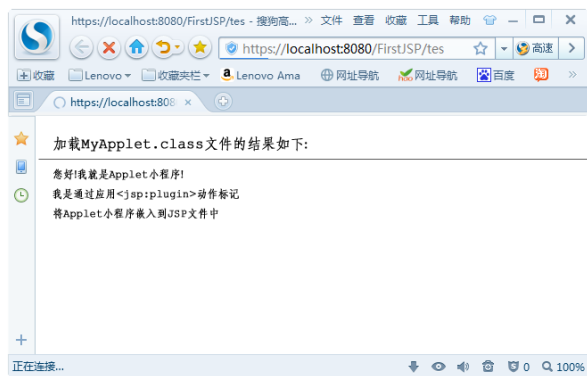 https://localhost:8080/FirstJSP/tes - 搜狗高... » 文件 查看 收藏 工具 帮助
https://localhost:8080/FirstJSP/tes 高速
收藏 Lenovo 收藏夹栏 Lenovo Ama 网址导航 网址导航 百度 »
https://localhost:808 ×
加载MyApplet.class文件的结果如下:
您好!我就是Applet小程序!
我是通过应用<jsp:plugin>动作标记
将Applet小程序嵌入到JSP文件中
正在连接... 0 100%